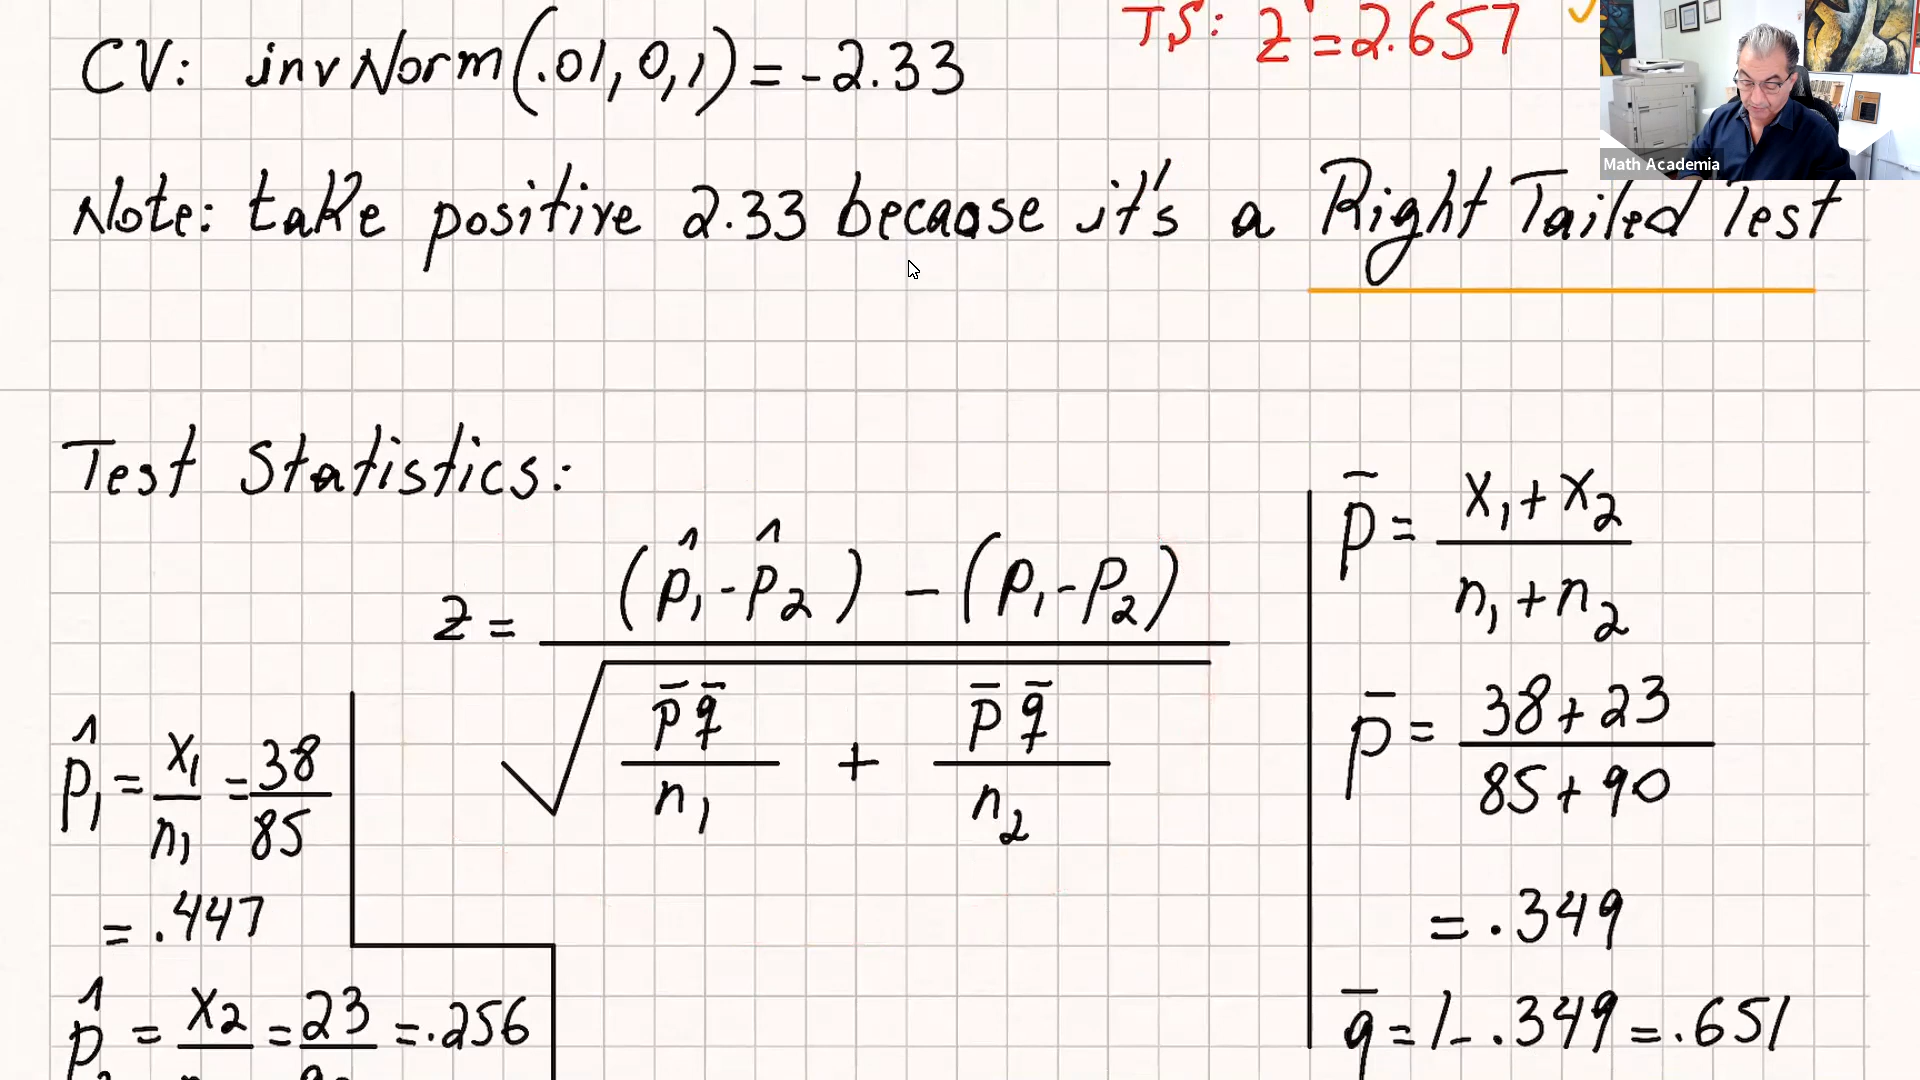 T.S: z = 2.657
CV: invNorm(.01, 0, 1) = -2.33
Math Academia
Note: take positive 2.33 because it's a Right Tailed Test
Test Statistics:
z = (p̂₁ - p̂₂) - (p₁ - p₂)
√ p̄ q̄ / n₁ + p̄ q̄ / n₂
p̂₁ = x₁ / n₁ = 38 / 85
= .447
p̂ = x₂ = 23 = .256
p̄ = x₁ + x₂ / n₁ + n₂
p̄ = 38 + 23 / 85 + 90
= .349
q̄ = 1 - .349 = .651